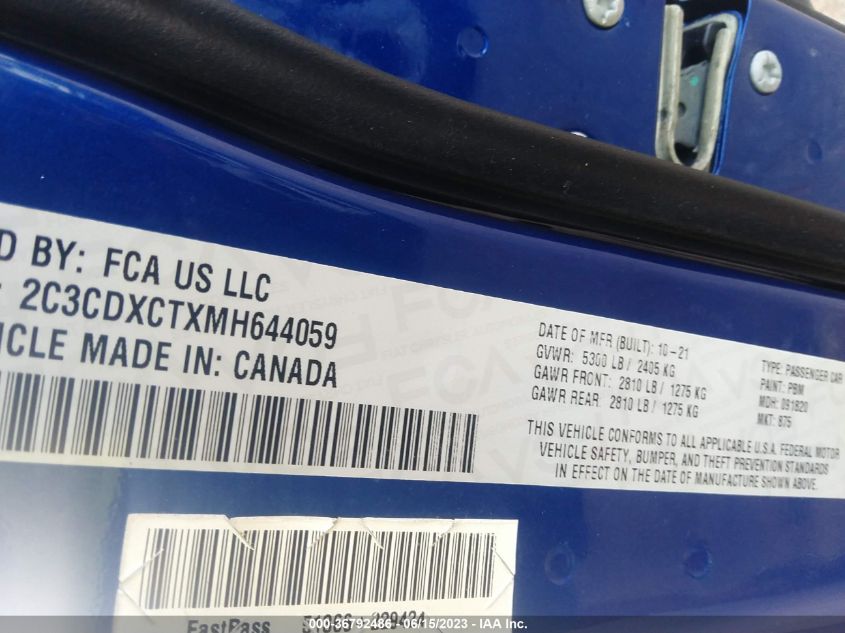 D BY: FCA US LLC
: 2C3CDXCTXMH644059
ICLE MADE IN: CANADA
DATE OF MFR (BUILT): 10-21
GVWR: 5300 LB / 2405 KG
GAWR FRONT: 2810 LB / 1275 KG
GAWR REAR: 2810 LB / 1275 KG
TYPE: PASSENGER CAR
PAINT: PBM
MDH: 091820
MKT: 875
THIS VEHICLE CONFORMS TO ALL APPLICABLE U.S.A. FEDERAL MOTOR
VEHICLE SAFETY, BUMPER, AND THEFT PREVENTION STANDARDS
IN EFFECT ON THE DATE OF MANUFACTURE SHOWN ABOVE.
FastPass
000-36792486 - 06/15/2023 - IAA Inc.